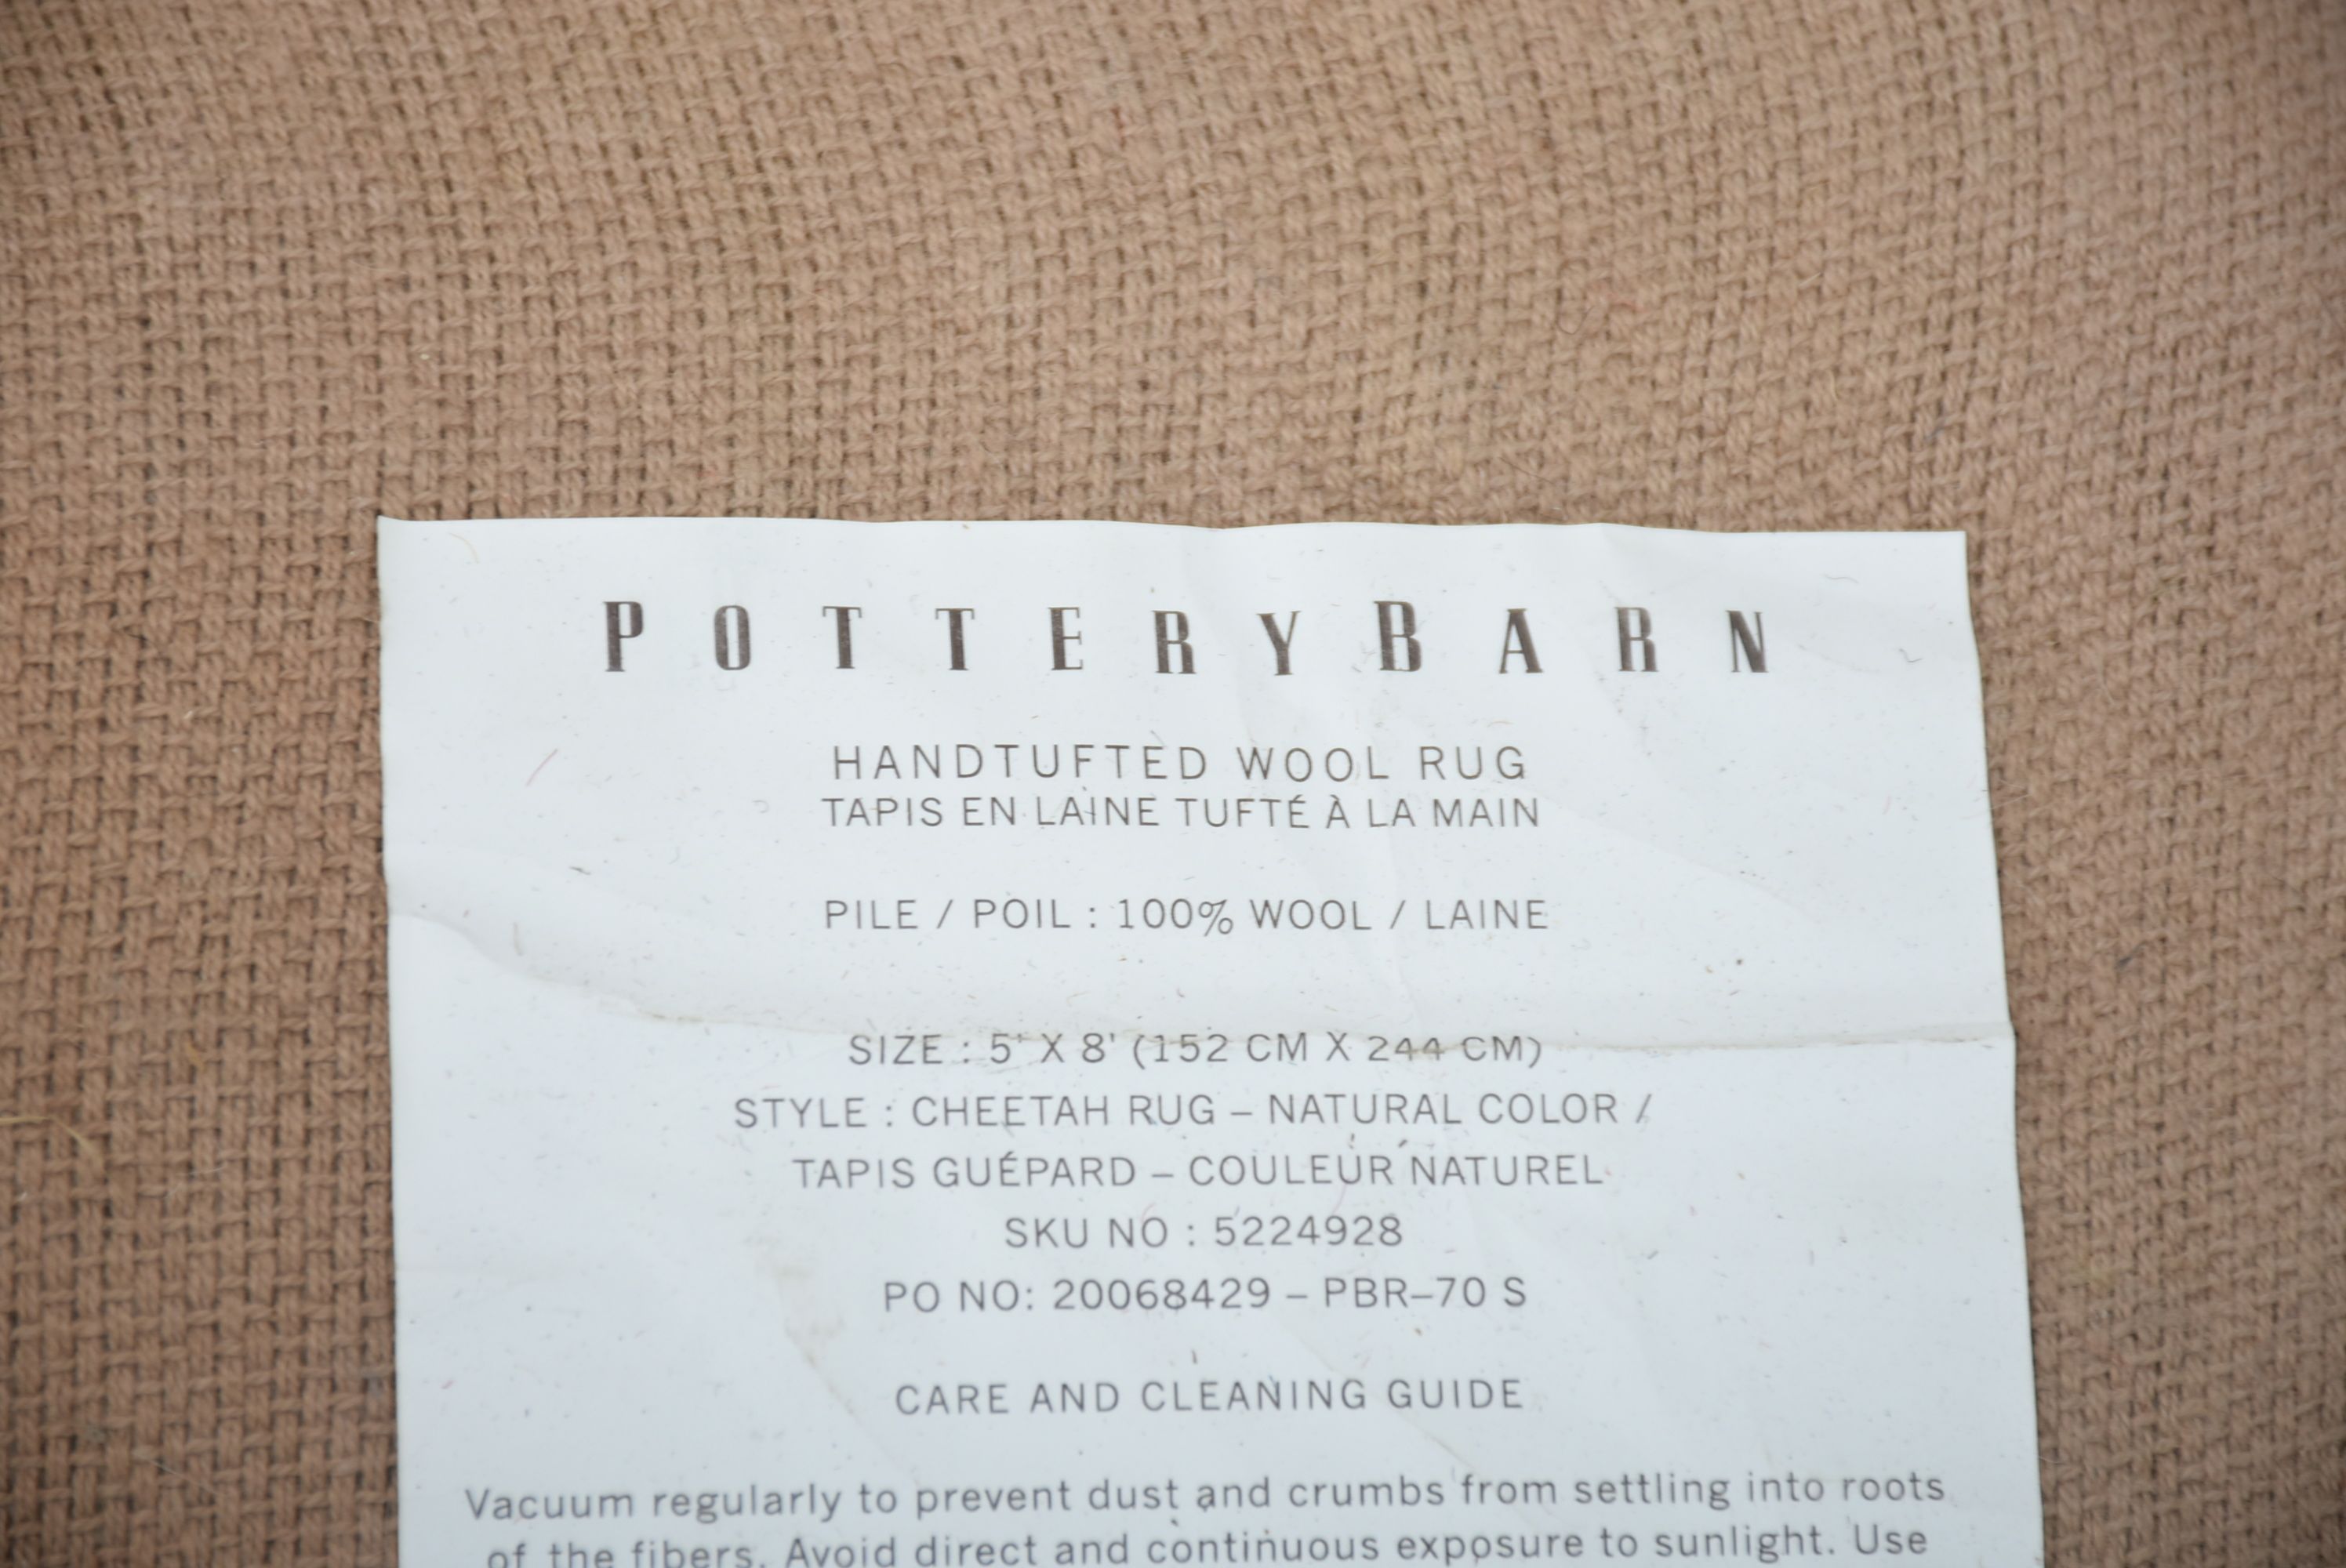 POTTERYBARN
HANDTUFTED WOOL RUG
TAPIS EN LAINE TUFTÉ À LA MAIN
PILE / POIL : 100% WOOL / LAINE
SIZE : 5' X 8' (152 CM X 244 CM)
STYLE : CHEETAH RUG – NATURAL COLOR /
TAPIS GUÉPARD – COULEUR NATUREL
SKU NO : 5224928
PO NO: 20068429 – PBR–70 S
CARE AND CLEANING GUIDE
Vacuum regularly to prevent dust and crumbs from settling into roots
of the fibers. Avoid direct and continuous exposure to sunlight. Use